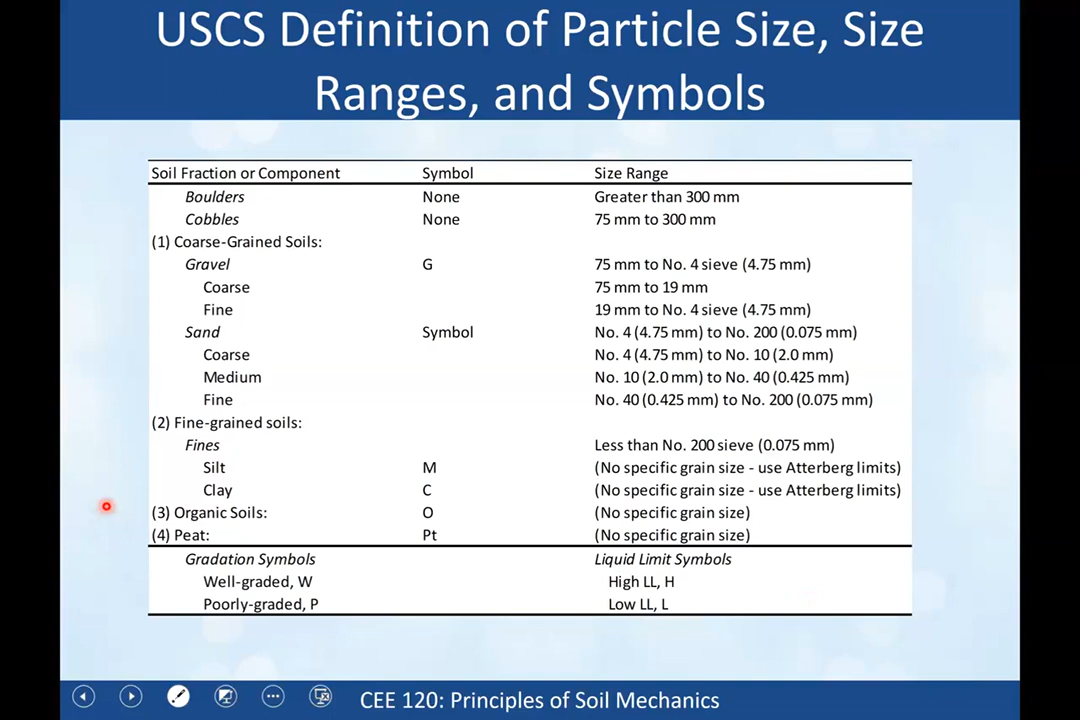 USCS Definition of Particle Size, Size
Ranges, and Symbols
Soil Fraction or Component Symbol Size Range
Boulders None Greater than 300 mm
Cobbles None 75 mm to 300 mm
(1) Coarse-Grained Soils:
Gravel G 75 mm to No. 4 sieve (4.75 mm)
Coarse 75 mm to 19 mm
Fine 19 mm to No. 4 sieve (4.75 mm)
Sand Symbol No. 4 (4.75 mm) to No. 200 (0.075 mm)
Coarse No. 4 (4.75 mm) to No. 10 (2.0 mm)
Medium No. 10 (2.0 mm) to No. 40 (0.425 mm)
Fine No. 40 (0.425 mm) to No. 200 (0.075 mm)
(2) Fine-grained soils:
Fines Less than No. 200 sieve (0.075 mm)
Silt M (No specific grain size - use Atterberg limits)
Clay C (No specific grain size - use Atterberg limits)
(3) Organic Soils: O (No specific grain size)
(4) Peat: Pt (No specific grain size)
Gradation Symbols Liquid Limit Symbols
Well-graded, W High LL, H
Poorly-graded, P Low LL, L
CEE 120: Principles of Soil Mechanics